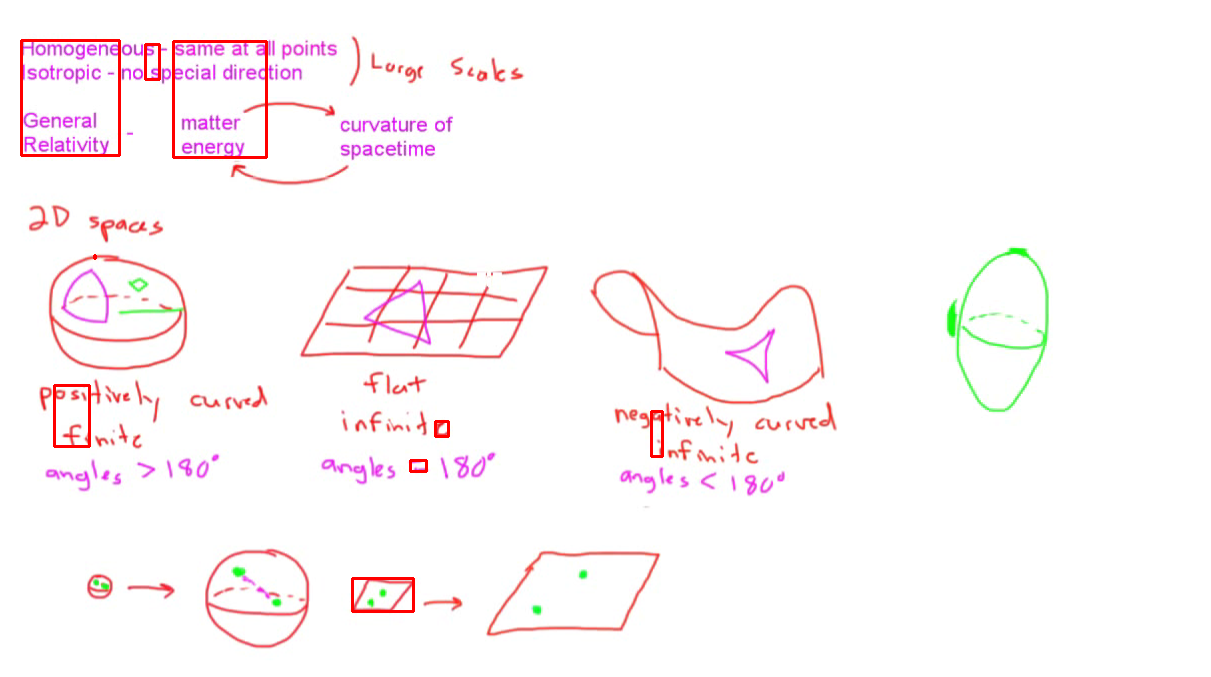 Homogeneous - same at all points
Isotropic - no special direction
) Large Scales
General Relativity - matter energy
curvature of spacetime
2D spaces
positively curved
finite
angles > 180°
flat
infinite
angles = 180°
negatively curved
infinite
angles < 180°